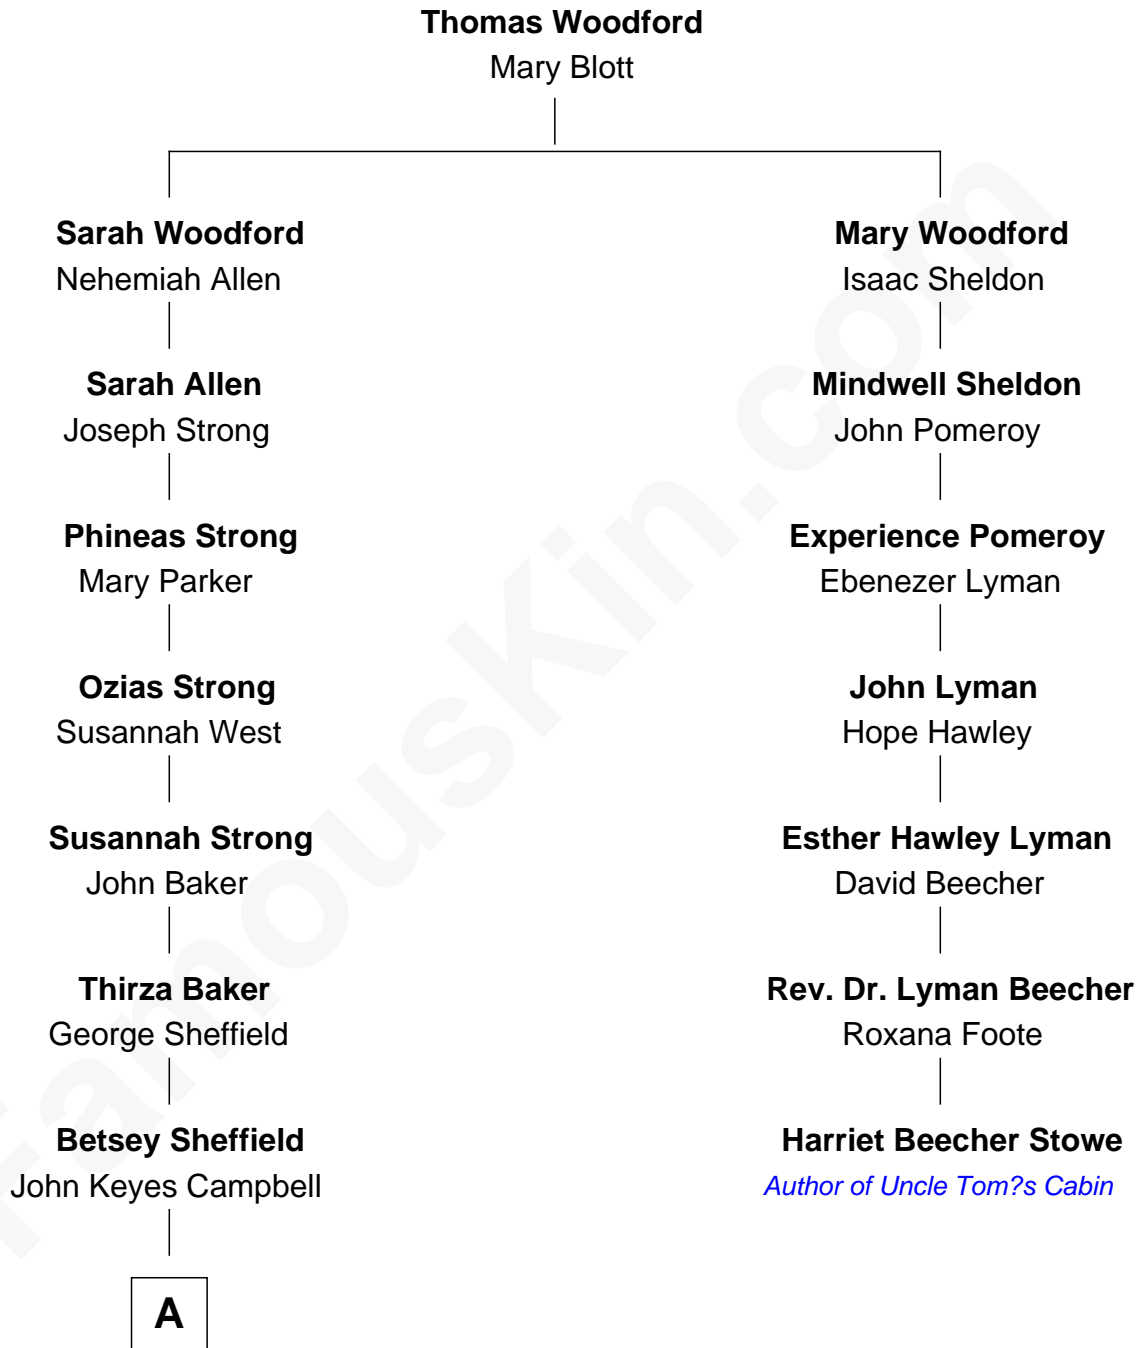 Thomas Woodford
Mary Blott
Sarah Woodford
Nehemiah Allen
Mary Woodford
Isaac Sheldon
Sarah Allen
Joseph Strong
Mindwell Sheldon
John Pomeroy
Phineas Strong
Mary Parker
Experience Pomeroy
Ebenezer Lyman
Ozias Strong
Susannah West
John Lyman
Hope Hawley
Susannah Strong
John Baker
Esther Hawley Lyman
David Beecher
Thirza Baker
George Sheffield
Rev. Dr. Lyman Beecher
Roxana Foote
Betsey Sheffield
John Keyes Campbell
Harriet Beecher Stowe
Author of Uncle Tom?s Cabin
A
FamousKin.com